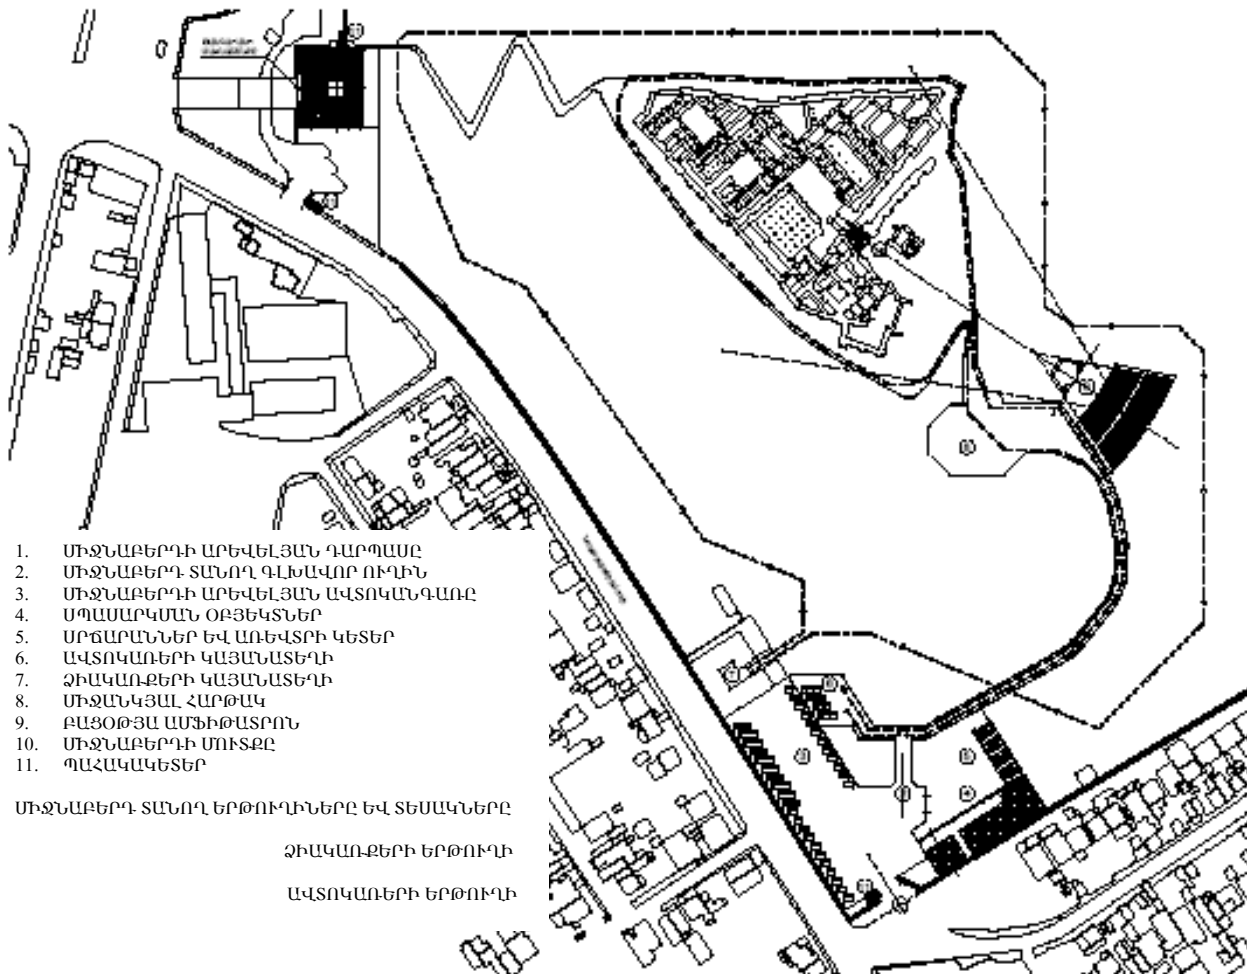 1. ՄԻՋՆԱԲԵՐԴԻ ԱՐԵՎԵԼՅԱՆ ԴԱՐՊԱՍԸ
2. ՄԻՋՆԱԲԵՐԴ ՏԱՆՈՂ ԳԼԽԱՎՈՐ ՈՒՂԻՆ
3. ՄԻՋՆԱԲԵՐԴԻ ԱՐԵՎԵԼՅԱՆ ԱՎՏՈԿԱՆԳԱՌԸ
4. ՍՊԱՍԱՐԿՄԱՆ ՕԲՅԵԿՏՆԵՐ
5. ՍՐՃԱՐԱՆՆԵՐ ԵՎ ԱՌԵՎՏՐԻ ԿԵՏԵՐ
6. ԱՎՏՈԿԱՌԵՐԻ ԿԱՅԱՆԱՏԵՂԻ
7. ՁԻԱԿԱՌՔԵՐԻ ԿԱՅԱՆԱՏԵՂԻ
8. ՄԻՋԱՆԿՅԱԼ ՀԱՐԹԱԿ
9. ԲԱՑՕԹՅԱ ԱՄՖԻԹԱՏՐՈՆ
10. ՄԻՋՆԱԲԵՐԴԻ ՄՈՒՏՔԸ
11. ՊԱՀԱԿԱԿԵՏԵՐ
ՄԻՋՆԱԲԵՐԴ ՏԱՆՈՂ ԵՐԹՈՒՂԻՆԵՐԸ ԵՎ ՏԵՍԱԿՆԵՐԸ
ՁԻԱԿԱՌՔԵՐԻ ԵՐԹՈՒՂԻ
ԱՎՏՈԿԱՌԵՐԻ ԵՐԹՈՒՂԻ